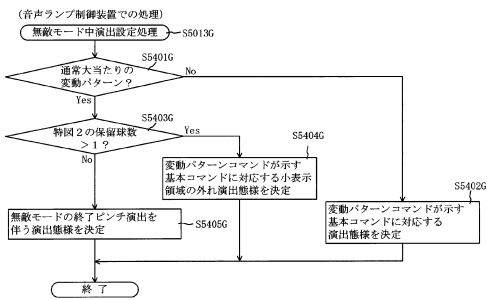 (音声ランプ制御装置での処理)
無敵モード中演出設定処理
S5013G
S5401G
通常大当たりの
変動パターン?
No
Yes
S5403G
特図2の保留球数
>1?
Yes
No
S5404G
変動パターンコマンドが示す
基本コマンドに対応する小表示
領域の外れ演出態様を決定
S5402G
変動パターンコマンドが示す
基本コマンドに対応する
演出態様を決定
無敵モードの終了ピンチ演出を
伴う演出態様を決定
S5405G
終了